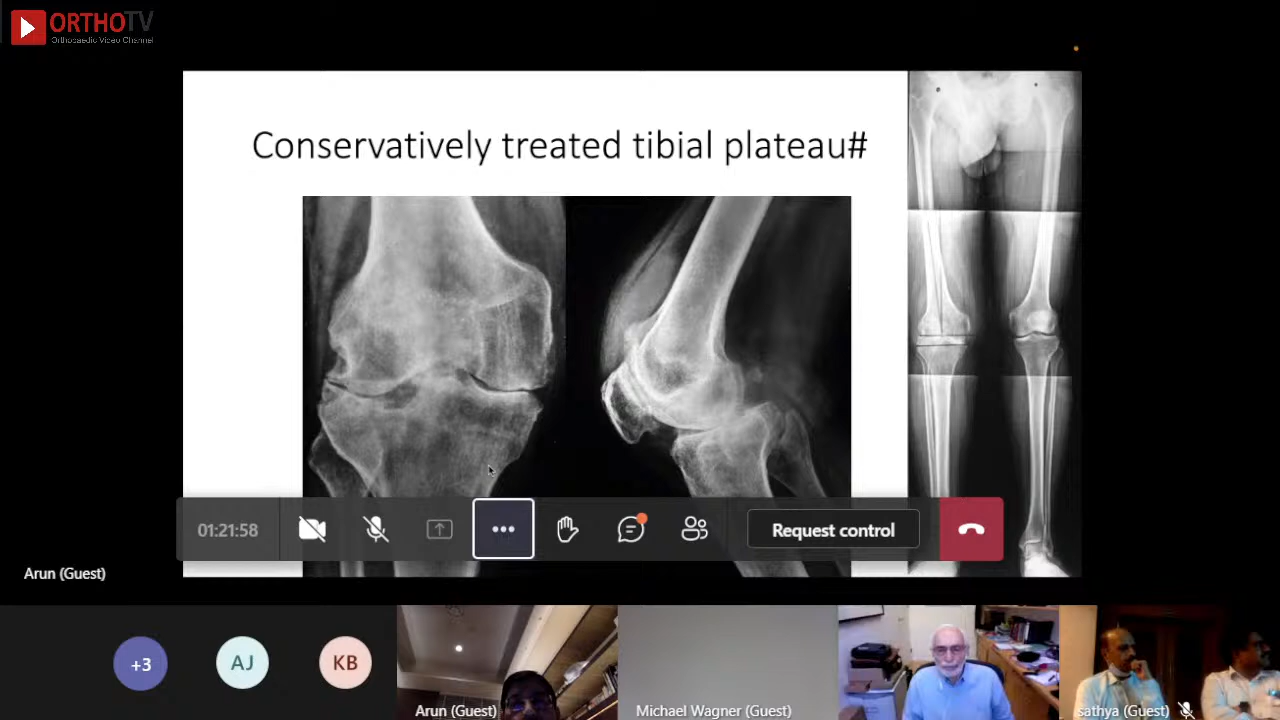 ORTHOTV
Orthopaedic Video Channel
Conservatively treated tibial plateau#
01:21:58
Request control
Arun (Guest)
+3
AJ
KB
Arun (Guest)
Michael Wagner (Guest)
sathya (Guest)